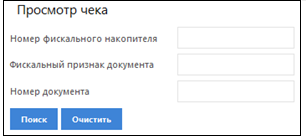 Просмотр чека
Номер фискального накопителя
Фискальный признак документа
Номер документа
Поиск Очистить